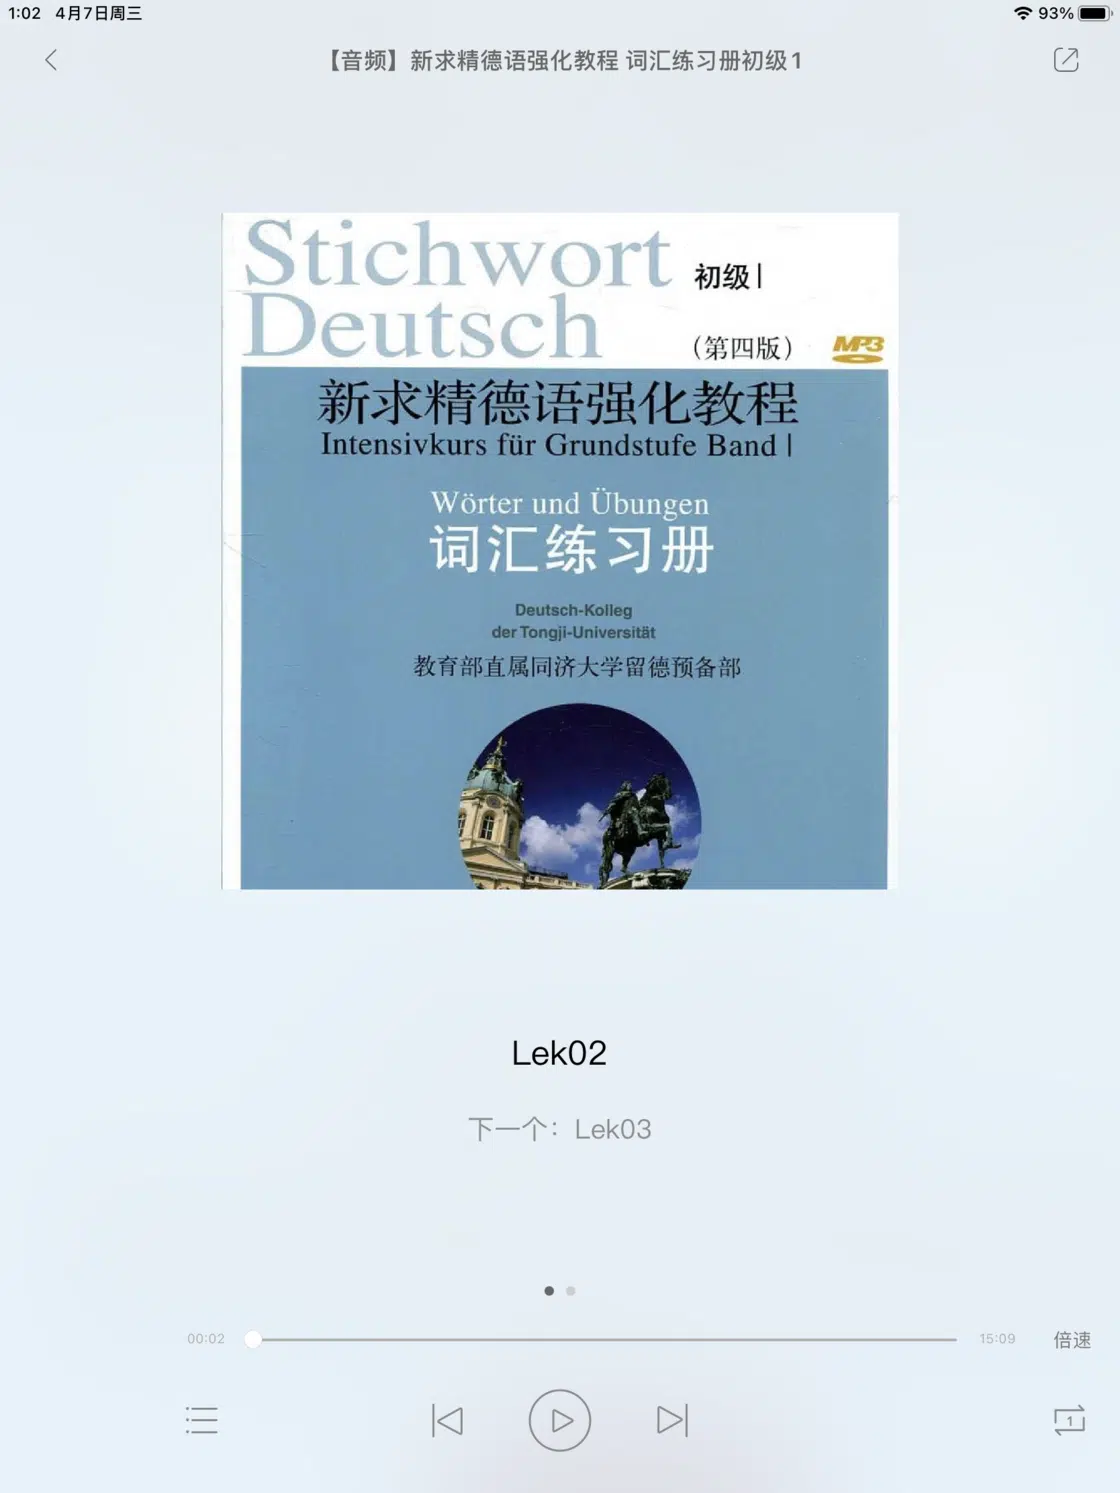 1:02 4月7日周三 93%
【音频】新求精德语强化教程 词汇练习册初级1
Stichwort
Deutsch
初级 I
（第四版）
MP3
新求精德语强化教程
Intensivkurs für Grundstufe Band I
Wörter und Übungen
词汇练习册
Deutsch-Kolleg
der Tongji-Universität
教育部直属同济大学留德预备部
Lek02
下一个：Lek03
00:02 15:09 倍速
1